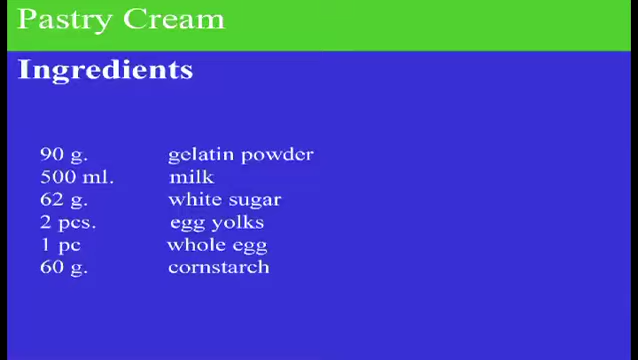 Pastry Cream
Ingredients
90 g. gelatin powder
500 ml. milk
62 g. white sugar
2 pcs. egg yolks
1 pc whole egg
60 g. cornstarch